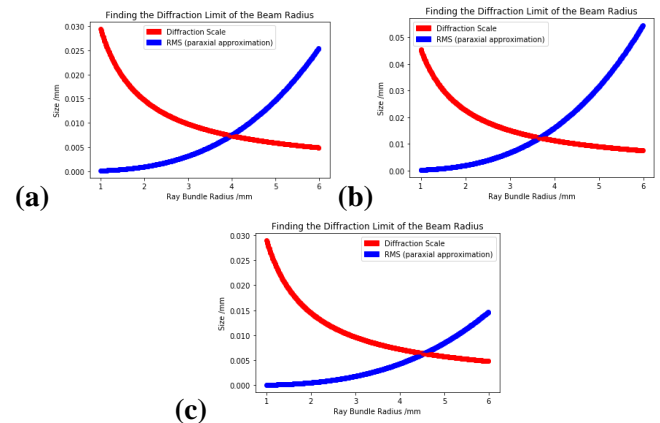 Finding the Diffraction Limit of the Beam Radius
0.030
0.025
0.020
0.015
0.010
0.005
0.000
Size /mm
Diffraction Scale
RMS (paraxial approximation)
1 2 3 4 5 6
Ray Bundle Radius /mm
(a)
Finding the Diffraction Limit of the Beam Radius
0.05
0.04
0.03
0.02
0.01
0.00
Size /mm
Diffraction Scale
RMS (paraxial approximation)
1 2 3 4 5 6
Ray Bundle Radius /mm
(b)
Finding the Diffraction Limit of the Beam Radius
0.030
0.025
0.020
0.015
0.010
0.005
0.000
Size /mm
Diffraction Scale
RMS (paraxial approximation)
1 2 3 4 5 6
Ray Bundle Radius /mm
(c)